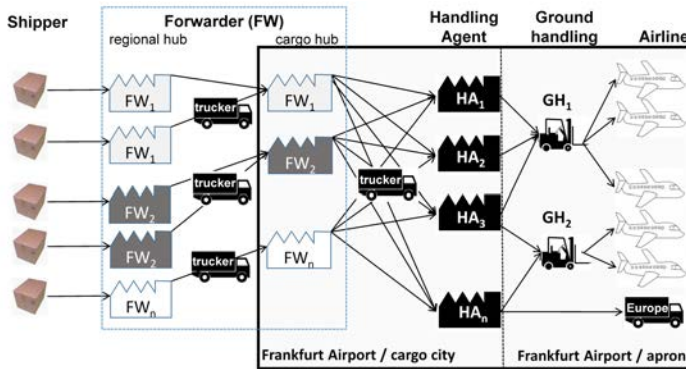 Shipper
Forwarder (FW)
regional hub
cargo hub
Handling
Agent
Ground
handling
Airline
FW1
FW1
FW2
FW2
FWn
trucker
trucker
trucker
FW1
FW2
FWn
trucker
HA1
HA2
HA3
HAn
GH1
GH2
Europe
Frankfurt Airport / cargo city
Frankfurt Airport / apron